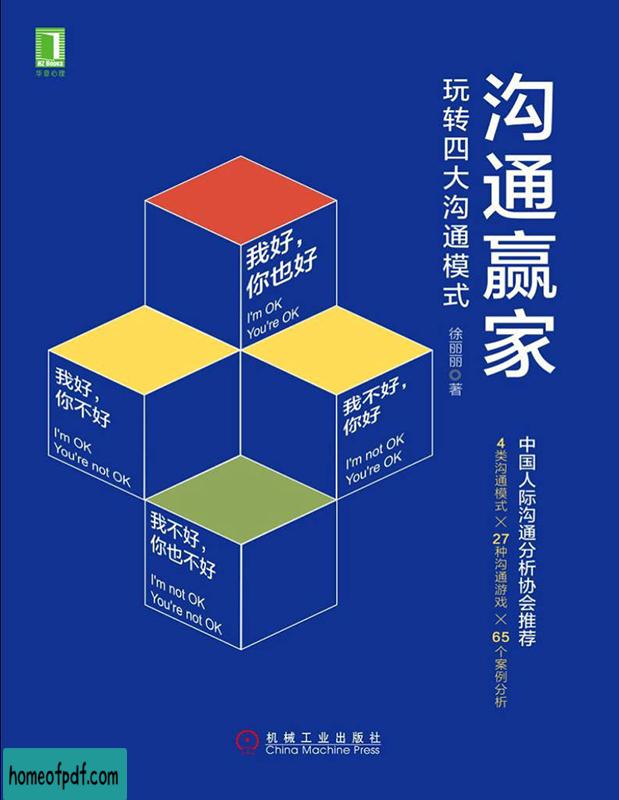 HZ Books
华章心理
沟通赢家
玩转四大沟通模式
徐丽丽◎著
我好，
你也好
I'm OK
You're OK
我好，
你不好
I'm OK
You're not OK
我不好，
你好
I'm not OK
You're OK
我不好，
你也不好
I'm not OK
You're not OK
中国人际沟通分析协会推荐
4类沟通模式×27种沟通游戏×65个案例分析
机械工业出版社
China Machine Press
homeofpdf.com